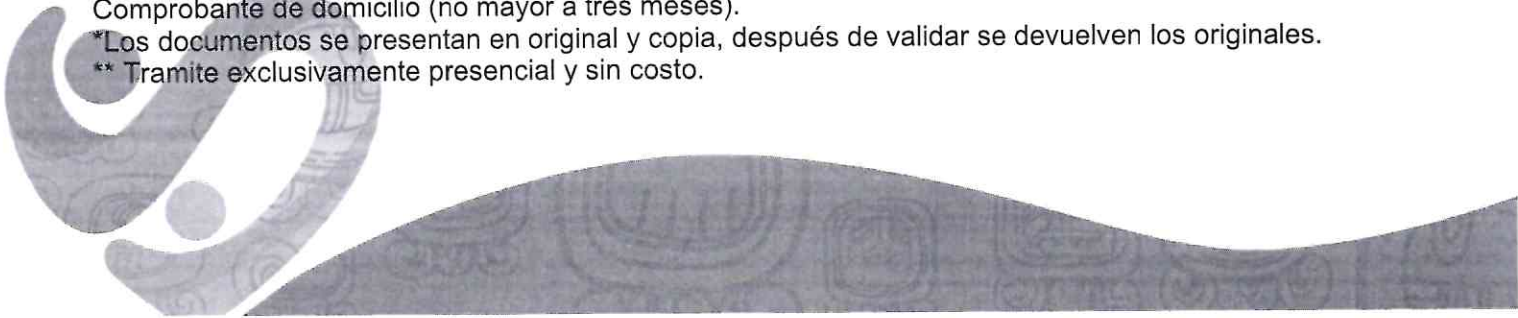 Comprobante de domicilio (no mayor a tres meses).
*Los documentos se presentan en original y copia, después de validar se devuelven los originales.
** Tramite exclusivamente presencial y sin costo.